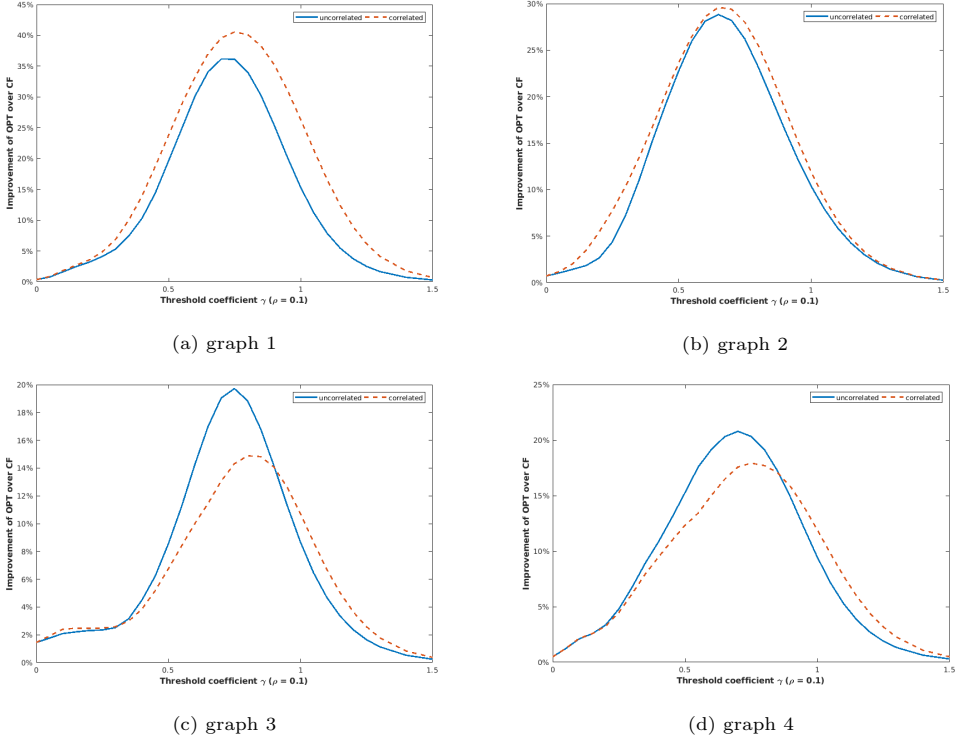 45%
40%
35%
30%
25%
20%
15%
10%
5%
0%
Improvement of OPT over CF
uncorrelated correlated
0 0.5 1 1.5
Threshold coefficient γ (ρ = 0.1)
(a) graph 1
30%
25%
20%
15%
10%
5%
0%
Improvement of OPT over CF
uncorrelated correlated
0 0.5 1 1.5
Threshold coefficient γ (ρ = 0.1)
(b) graph 2
20%
18%
16%
14%
12%
10%
8%
6%
4%
2%
0%
Improvement of OPT over CF
uncorrelated correlated
0 0.5 1 1.5
Threshold coefficient γ (ρ = 0.1)
(c) graph 3
25%
20%
15%
10%
5%
0%
Improvement of OPT over CF
uncorrelated correlated
0 0.5 1 1.5
Threshold coefficient γ (ρ = 0.1)
(d) graph 4